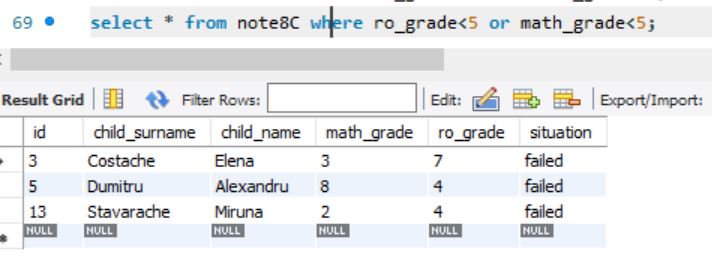 69 select * from note8C where ro_grade<5 or math_grade<5;
Result Grid Filter Rows: Edit: Export/Import:
id child_surname child_name math_grade ro_grade situation
3 Costache Elena 3 7 failed
5 Dumitru Alexandru 8 4 failed
13 Stavarache Miruna 2 4 failed
NULL NULL NULL NULL NULL NULL